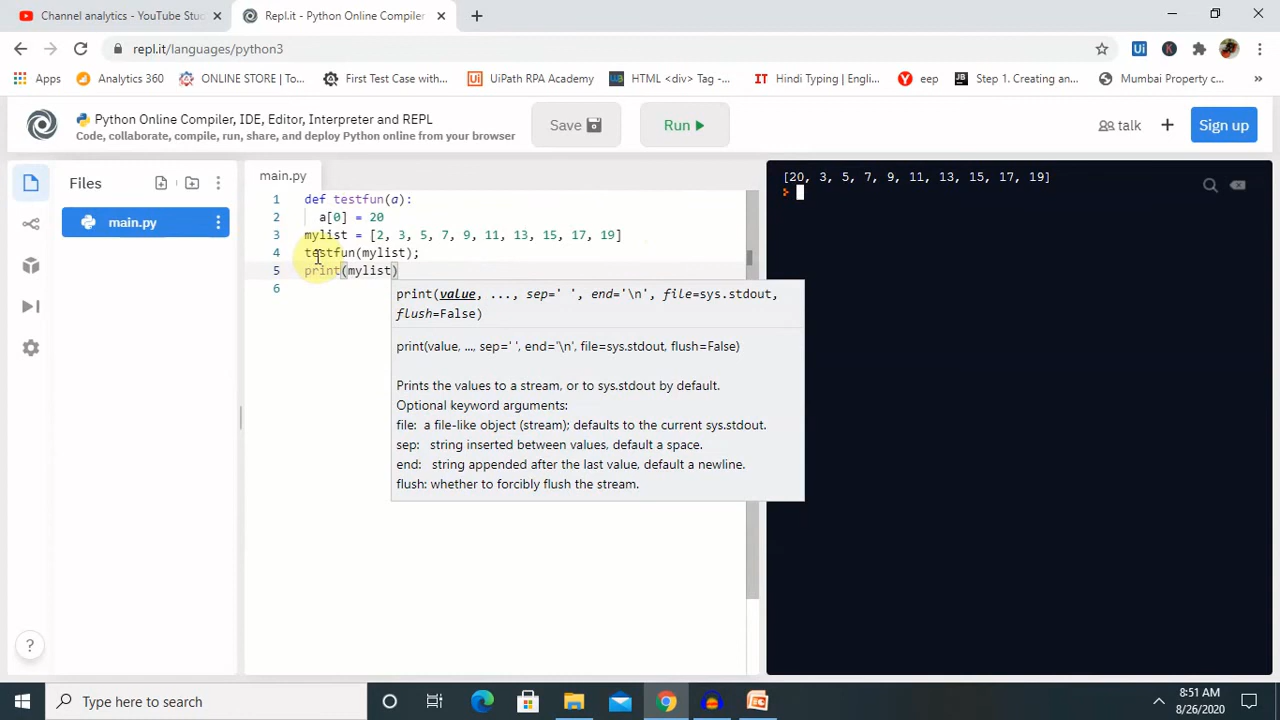 Channel analytics - YouTube Stu
Repl.it - Python Online Compiler
repl.it/languages/python3
Apps
Analytics 360
ONLINE STORE | To...
First Test Case with...
UiPath RPA Academy
HTML <div> Tag -...
Hindi Typing | Engli...
eep
Step 1. Creating an...
Mumbai Property c...
Python Online Compiler, IDE, Editor, Interpreter and REPL
Code, collaborate, compile, run, share, and deploy Python online from your browser
Save
Run
talk
Sign up
Files
main.py
main.py
1 def testfun(a):
2 a[0] = 20
3 mylist = [2, 3, 5, 7, 9, 11, 13, 15, 17, 19]
4 testfun(mylist);
5 print(mylist)
6
print(value, ..., sep=' ', end='\n', file=sys.stdout,
flush=False)
print(value, ..., sep=' ', end='\n', file=sys.stdout, flush=False)
Prints the values to a stream, or to sys.stdout by default.
Optional keyword arguments:
file: a file-like object (stream); defaults to the current sys.stdout.
sep: string inserted between values, default a space.
end: string appended after the last value, default a newline.
flush: whether to forcibly flush the stream.
[20, 3, 5, 7, 9, 11, 13, 15, 17, 19]
Type here to search
8:51 AM
8/26/2020